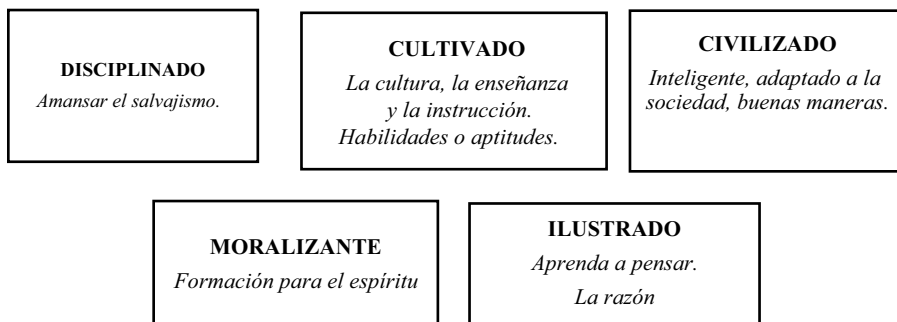 DISCIPLINADO
Amansar el salvajismo.
CULTIVADO
La cultura, la enseñanza
y la instrucción.
Habilidades o aptitudes.
CIVILIZADO
Inteligente, adaptado a la
sociedad, buenas maneras.
MORALIZANTE
Formación para el espíritu
ILUSTRADO
Aprenda a pensar.
La razón